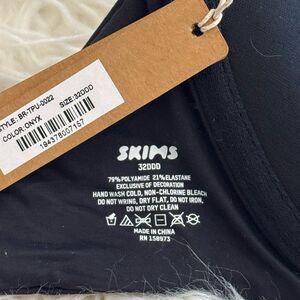 STYLE: BR-TPU-0022
COLOR: ONYX
SIZE: 32DDD
194378007157
SKIMS
32DDD
79% POLYAMIDE 21% ELASTANE
EXCLUSIVE OF DECORATION
HAND WASH COLD, NON-CHLORINE BLEACH
DO NOT WRING, DRY FLAT, DO NOT IRON,
DO NOT DRY CLEAN
MADE IN CHINA
RN 158973